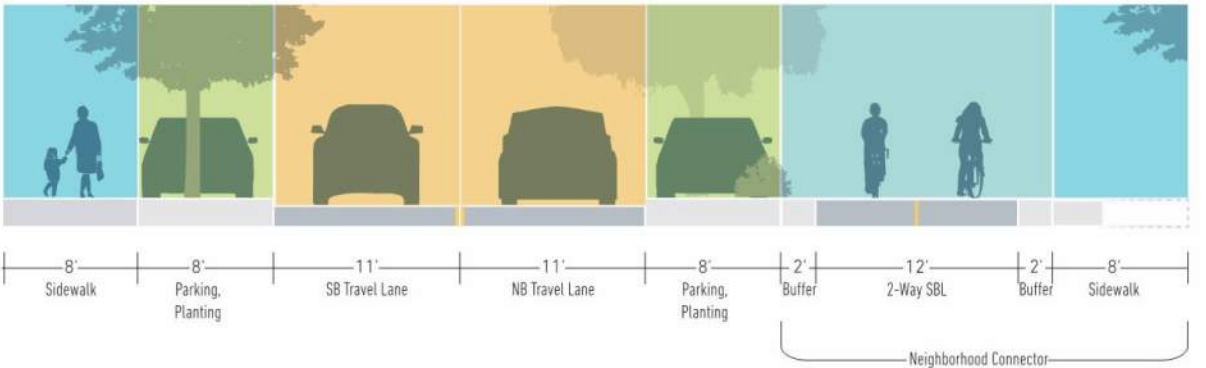 8' 8' 11' 11' 8' 2' 12' 2' 8'
Sidewalk Parking, SB Travel Lane NB Travel Lane Parking, Buffer 2-Way SBL Buffer Sidewalk
Planting Planting
Neighborhood Connector